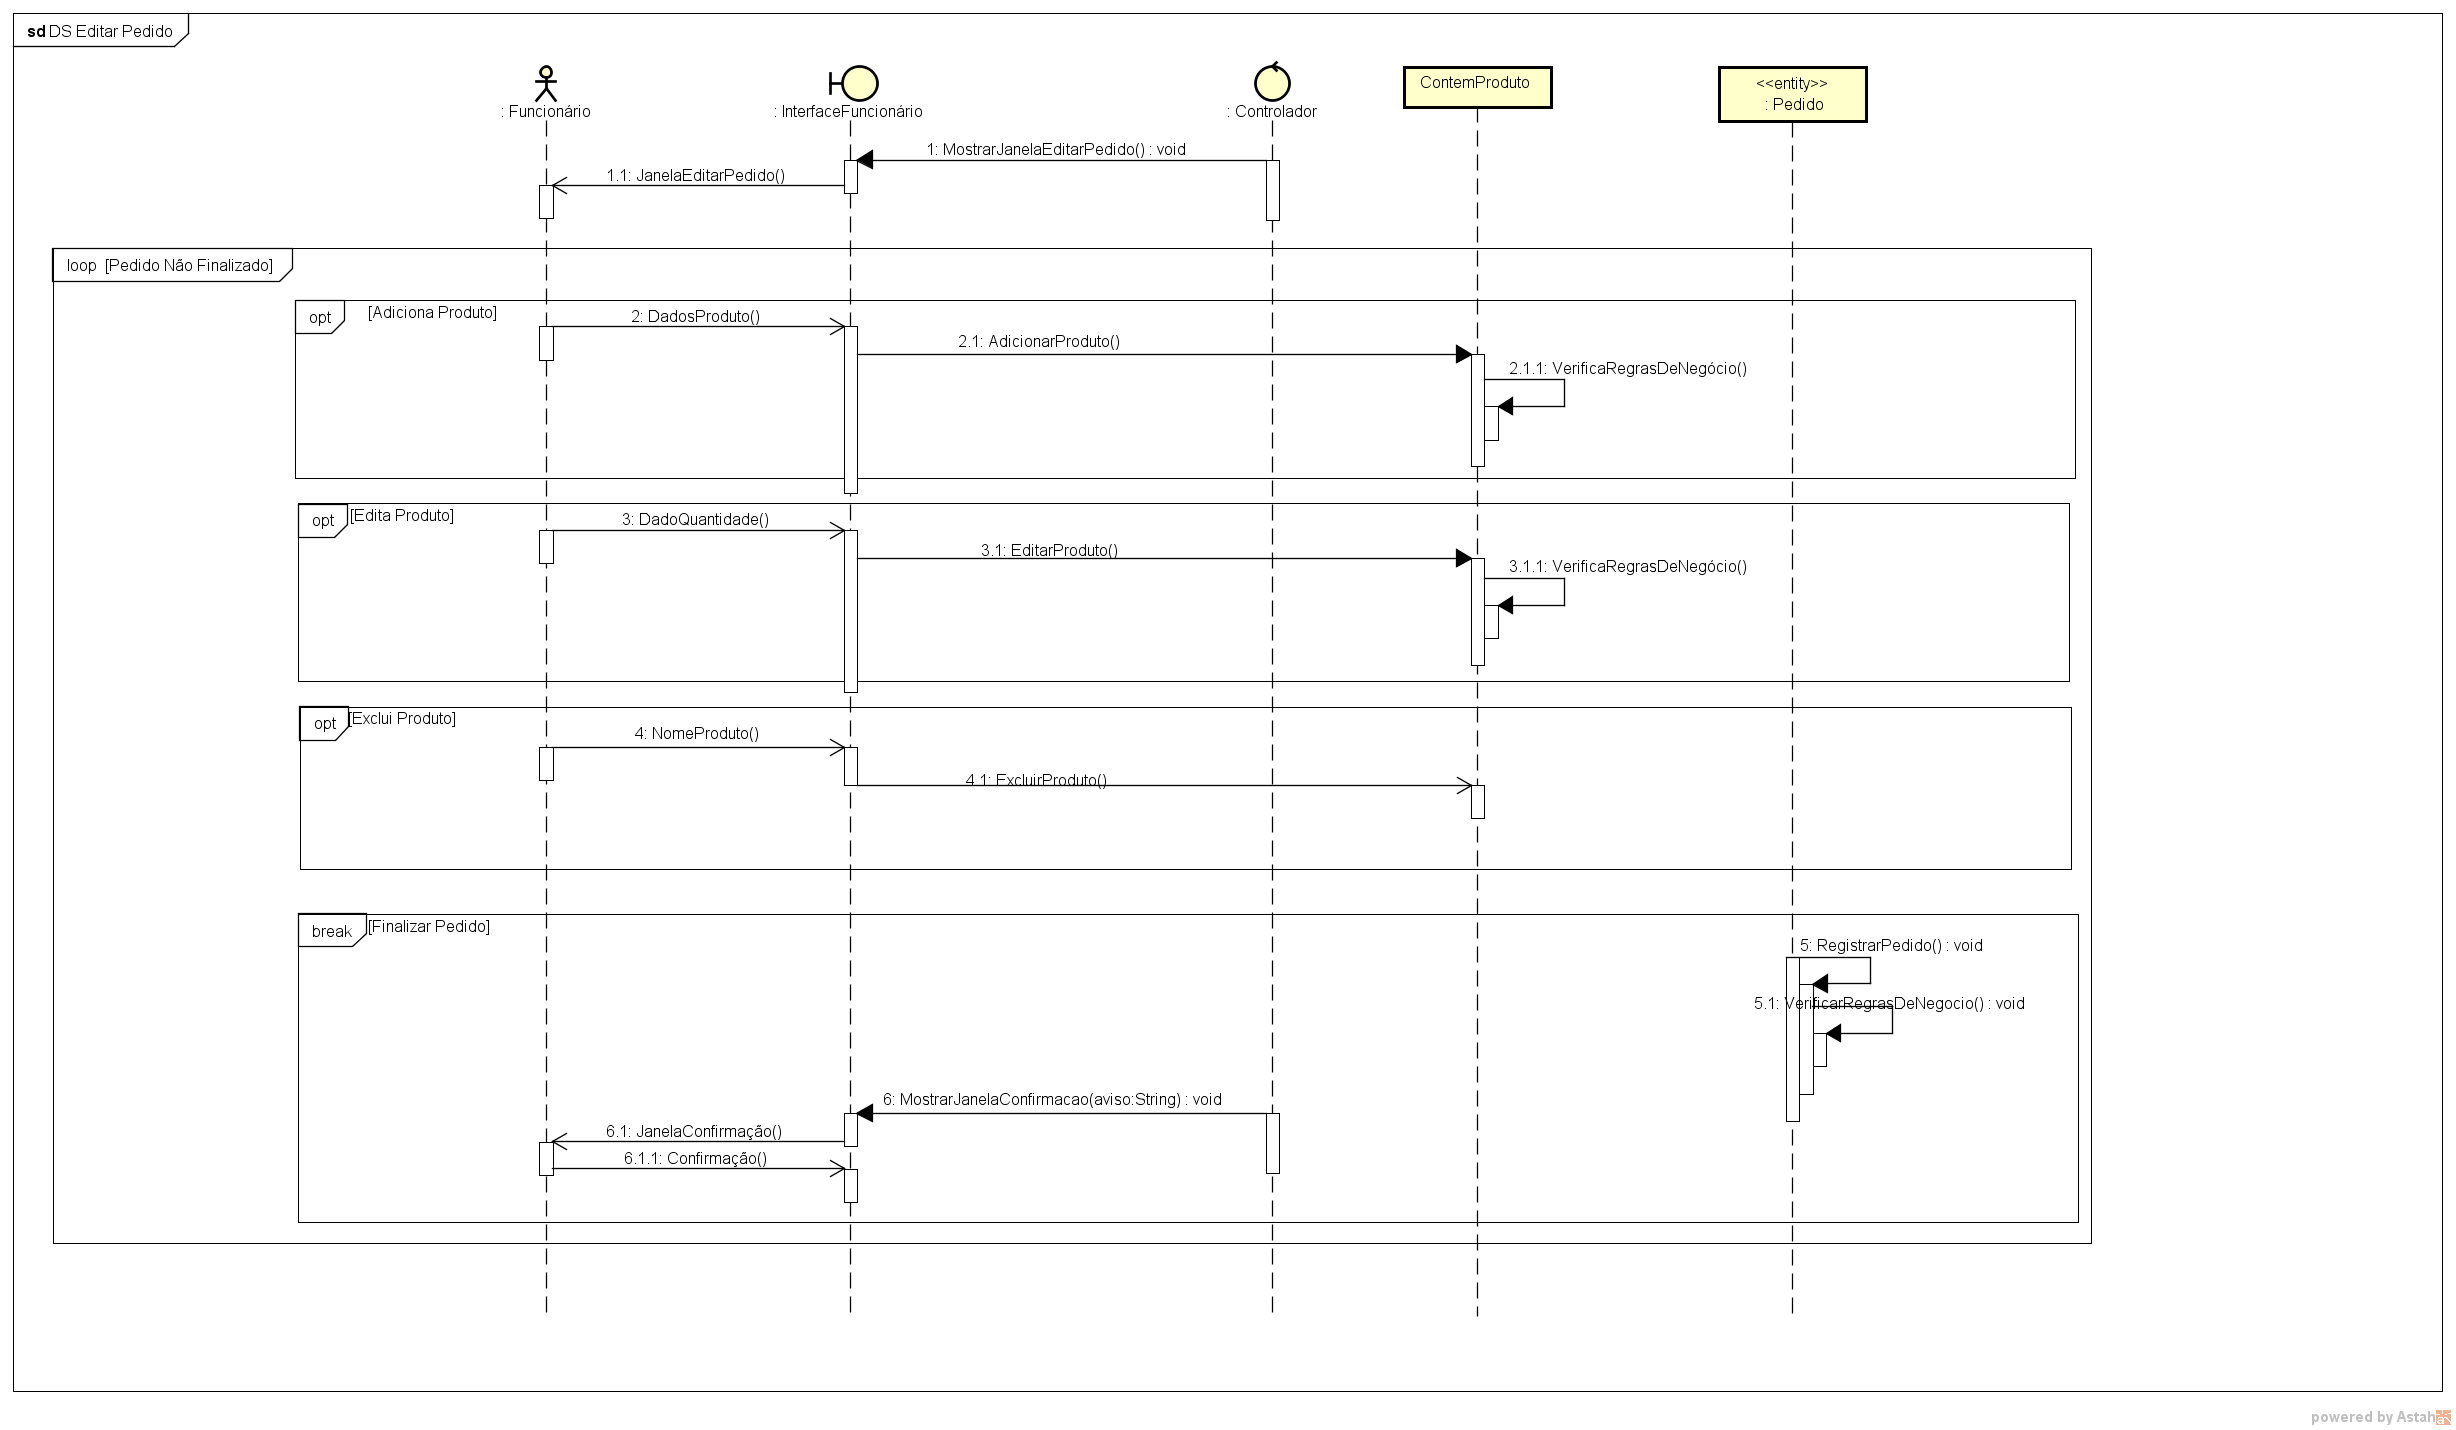 sd DS Editar Pedido
: Funcionário
: InterfaceFuncionário
: Controlador
ContemProduto
<<entity>>
: Pedido
1: MostrarJanelaEditarPedido() : void
1.1: JanelaEditarPedido()
loop [Pedido Não Finalizado]
opt [Adiciona Produto]
2: DadosProduto()
2.1: AdicionarProduto()
2.1.1: VerificaRegrasDeNegócio()
opt [Edita Produto]
3: DadoQuantidade()
3.1: EditarProduto()
3.1.1: VerificaRegrasDeNegócio()
opt [Exclui Produto]
4: NomeProduto()
4.1: ExcluirProduto()
break [Finalizar Pedido]
5: RegistrarPedido() : void
5.1: VerificarRegrasDeNegocio() : void
6: MostrarJanelaConfirmacao(aviso:String) : void
6.1: JanelaConfirmação()
6.1.1: Confirmação()
powered by Astah